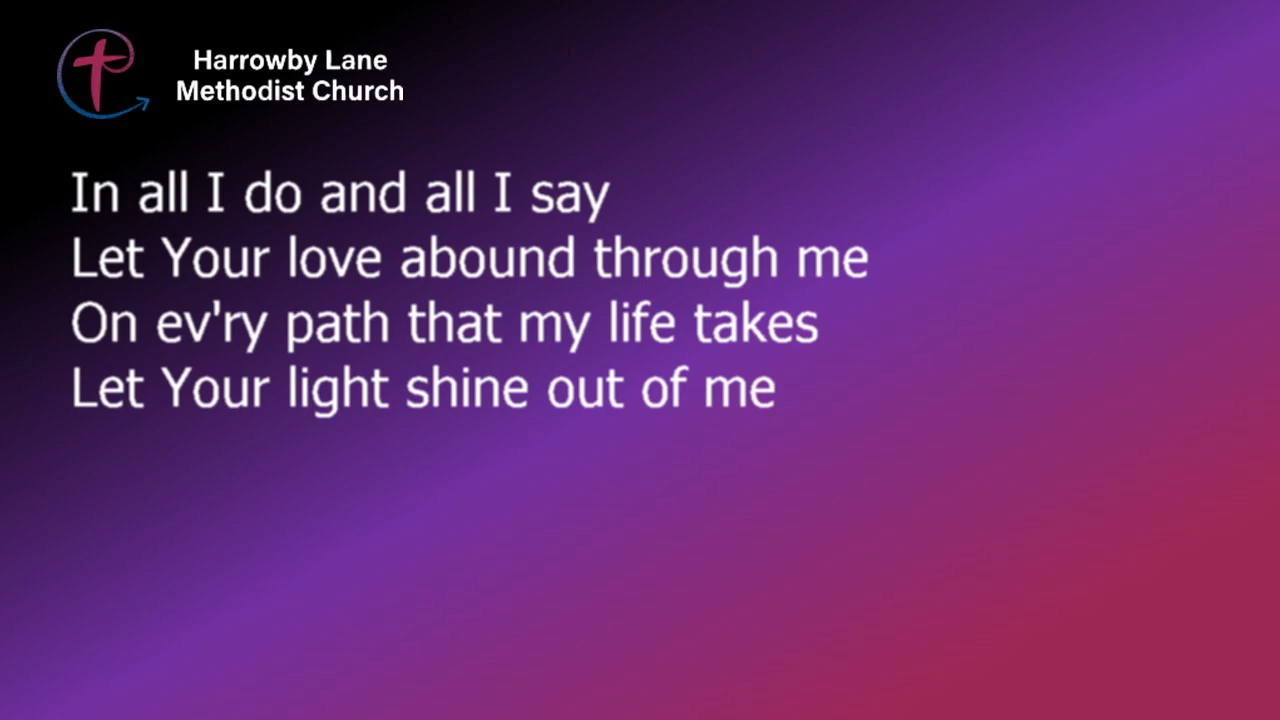 Harrowby Lane
Methodist Church
In all I do and all I say
Let Your love abound through me
On ev'ry path that my life takes
Let Your light shine out of me